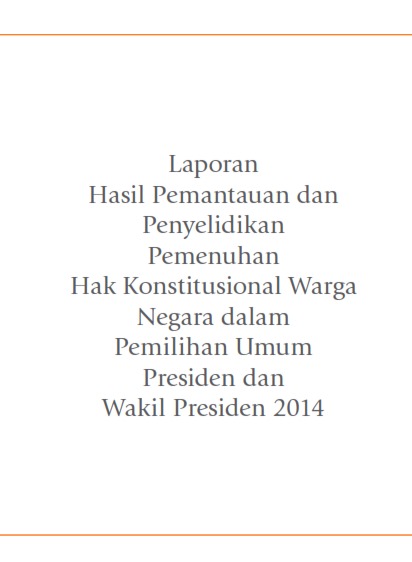 Laporan
Hasil Pemantauan dan
Penyelidikan
Pemenuhan
Hak Konstitusional Warga
Negara dalam
Pemilihan Umum
Presiden dan
Wakil Presiden 2014